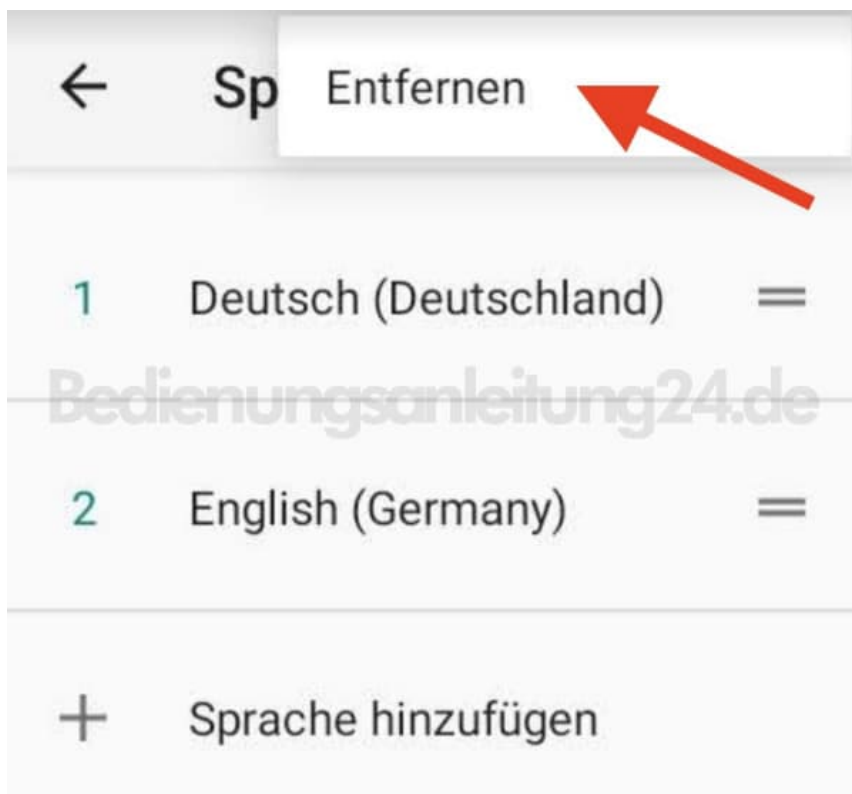 Sp
Entfernen
1 Deutsch (Deutschland)
Bedienungsanleitung24.de
2 English (Germany)
Sprache hinzufügen